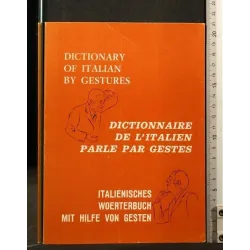 DICTIONARY
OF ITALIAN
BY GESTURES
DICTIONNAIRE
DE L'ITALIEN
PARLE PAR GESTES
ITALIENISCHES
WOERTERBUCH
MIT HILFE VON GESTEN